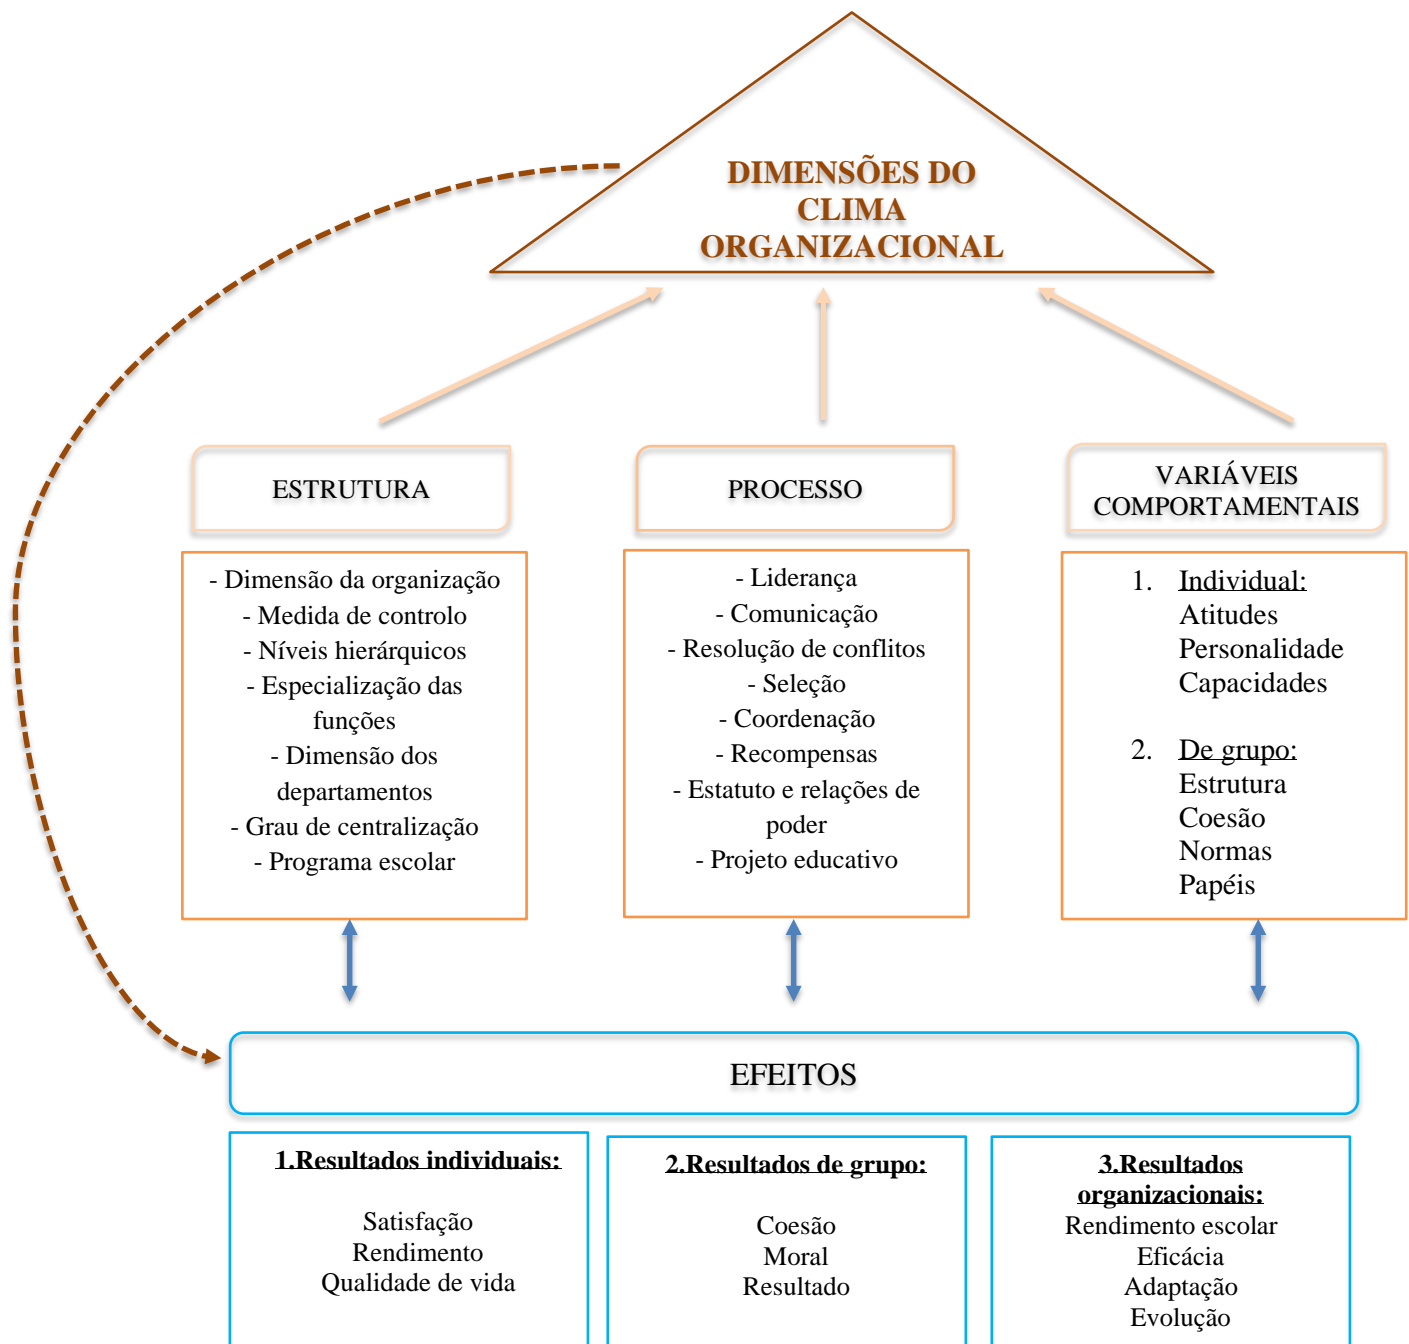 DIMENSÕES DO
CLIMA
ORGANIZACIONAL
ESTRUTURA
- Dimensão da organização
- Medida de controlo
- Níveis hierárquicos
- Especialização das
funções
- Dimensão dos
departamentos
- Grau de centralização
- Programa escolar
PROCESSO
- Liderança
- Comunicação
- Resolução de conflitos
- Seleção
- Coordenação
- Recompensas
- Estatuto e relações de
poder
- Projeto educativo
VARIÁVEIS
COMPORTAMENTAIS
1. Individual:
Atitudes
Personalidade
Capacidades
2. De grupo:
Estrutura
Coesão
Normas
Papéis
EFEITOS
1.Resultados individuais:
Satisfação
Rendimento
Qualidade de vida
2.Resultados de grupo:
Coesão
Moral
Resultado
3.Resultados
organizacionais:
Rendimento escolar
Eficácia
Adaptação
Evolução